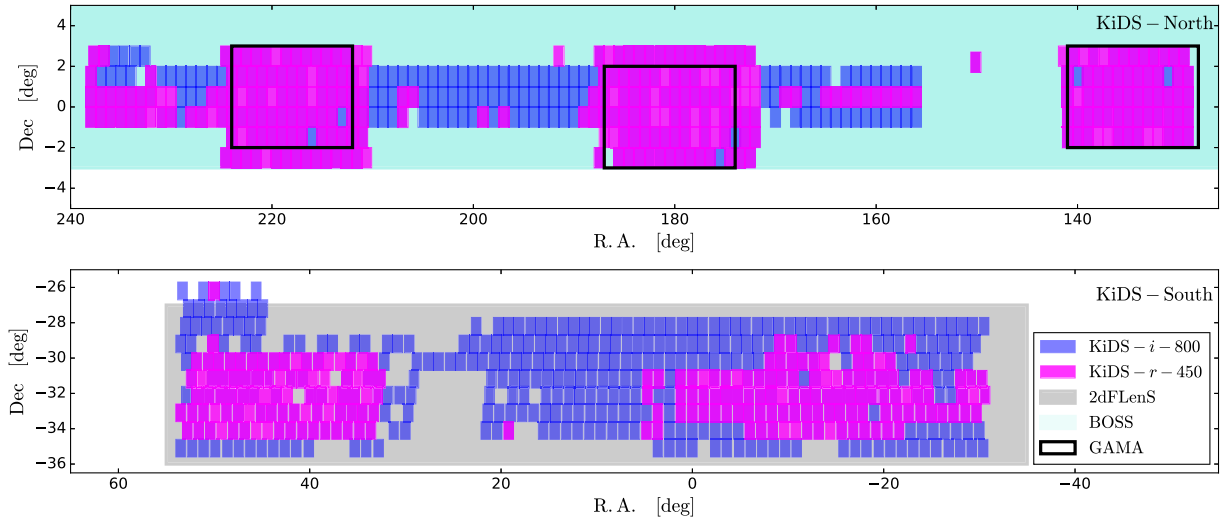 4
2
0
−2
−4
Dec [deg]
KiDS − North
240
220
200
180
160
140
R. A. [deg]
−26
−28
−30
−32
−34
−36
Dec [deg]
KiDS − South
KiDS − i − 800
KiDS − r − 450
2dFLenS
BOSS
GAMA
60
40
20
0
−20
−40
R. A. [deg]